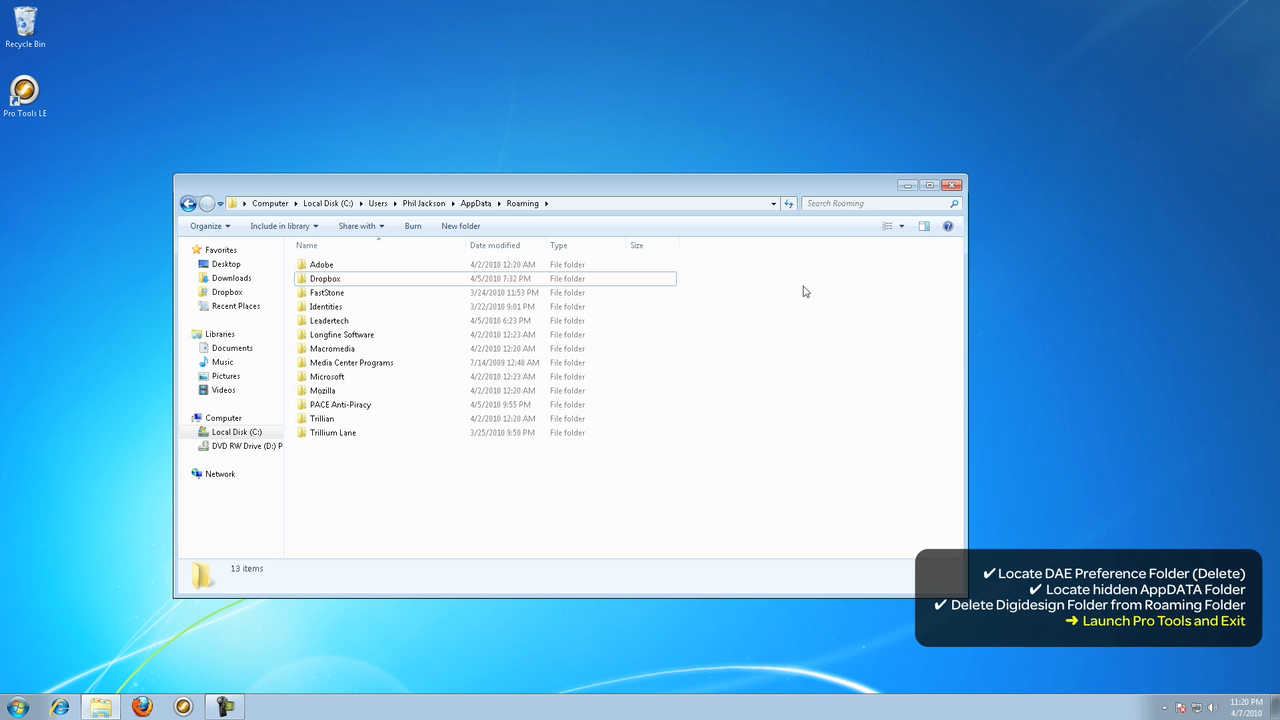 Recycle Bin
Pro Tools LE
Computer Local Disk (C:) Users Phil Jackson AppData Roaming
Search Roaming
Organize Include in library Share with Burn New folder
Name Date modified Type Size
Favorites
Desktop
Downloads
Dropbox
Recent Places
Libraries
Documents
Music
Pictures
Videos
Computer
Local Disk (C:)
DVD RW Drive (D:) P
Network
Adobe 4/2/2010 12:20 AM File folder
Dropbox 4/5/2010 7:32 PM File folder
FastStone 3/24/2010 11:53 PM File folder
Identities 3/22/2010 9:01 PM File folder
Leadertech 4/5/2010 6:23 PM File folder
Longfine Software 4/2/2010 12:23 AM File folder
Macromedia 4/2/2010 12:20 AM File folder
Media Center Programs 7/14/2009 12:48 AM File folder
Microsoft 4/2/2010 12:23 AM File folder
Mozilla 4/2/2010 12:20 AM File folder
PACE Anti-Piracy 4/5/2010 9:55 PM File folder
Trillian 4/2/2010 12:20 AM File folder
Trillium Lane 3/25/2010 9:50 PM File folder
13 items
✔ Locate DAE Preference Folder (Delete)
✔ Locate hidden AppDATA Folder
✔ Delete Digidesign Folder from Roaming Folder
➜ Launch Pro Tools and Exit
11:20 PM
4/7/2010